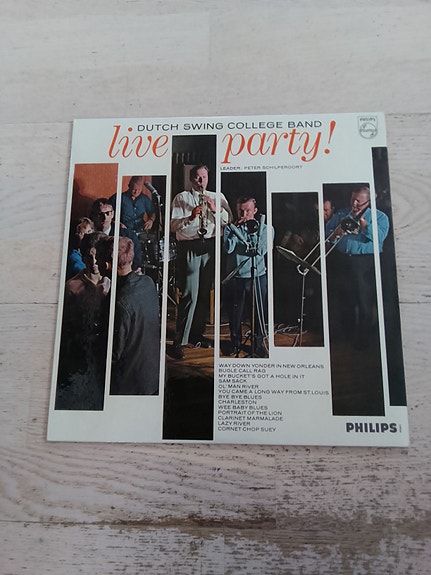 DUTCH SWING COLLEGE BAND
PHILIPS
live party!
LEADER: PETER SCHILPEROORT
WAY DOWN YONDER IN NEW ORLEANS
BUGLE CALL RAG
MY BUCKET'S GOT A HOLE IN IT
SAM SACK
OL' MAN RIVER
YOU CAME A LONG WAY FROM ST. LOUIS
BYE BYE BLUES
CHARLESTON
WEE BABY BLUES
PORTRAIT OF THE LION
CLARINET MARMALADE
LAZY RIVER
CORNET CHOP SUEY
PHILIPS